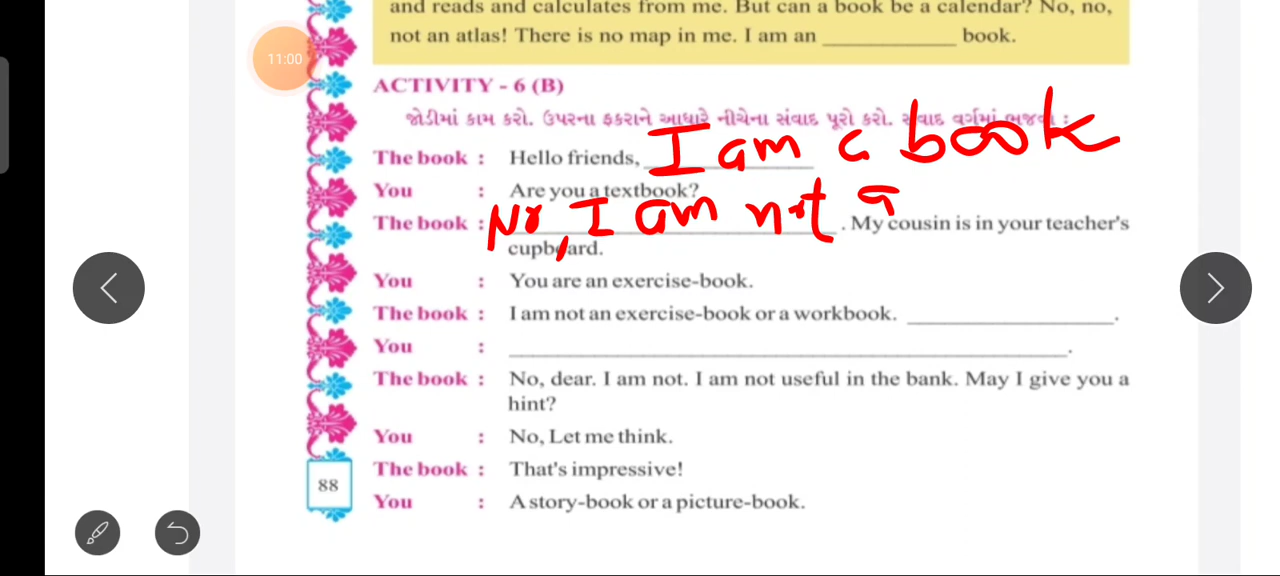 and reads and calculates from me. But can a book be a calendar? No, no,
not an atlas! There is no map in me. I am an ____________ book.
11:00
ACTIVITY - 6 (B)
જોડીમાં કામ કરો. ઉપરના ફકરાને આધારે નીચેના સંવાદ પૂરો કરો. સંવાદ વર્ગમાં ભજવો :
The book : Hello friends, I am a book
You : Are you a textbook?
The book : No, I am not a. My cousin is in your teacher's
cupboard.
You : You are an exercise-book.
The book : I am not an exercise-book or a workbook. ____________________.
You : ____________________.
The book : No, dear. I am not. I am not useful in the bank. May I give you a
hint?
You : No, Let me think.
The book : That's impressive!
You : A story-book or a picture-book.
88